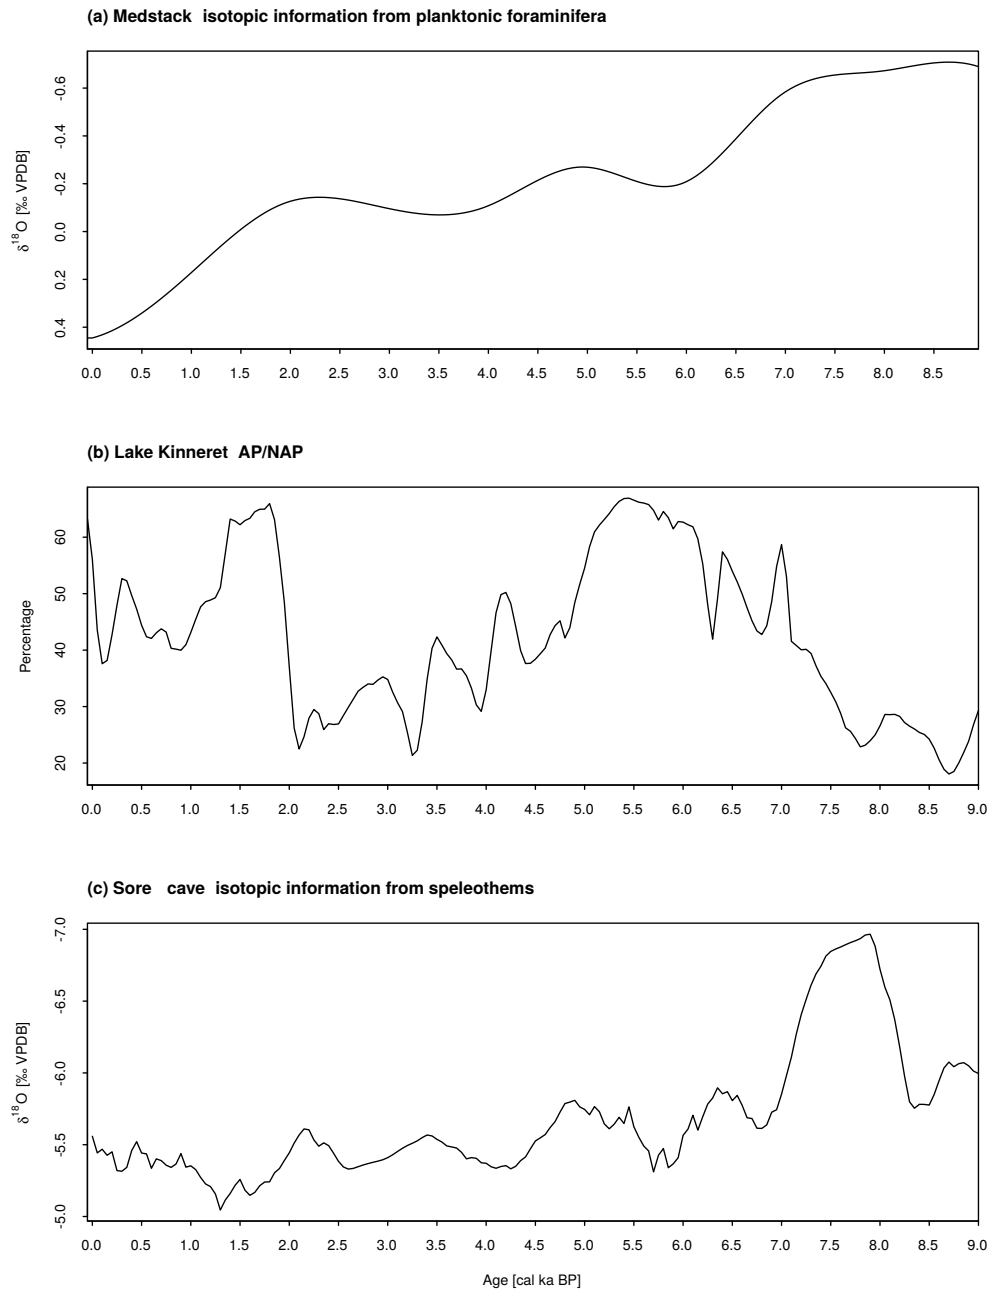 (a) Medstack isotopic information from planktonic foraminifera
δ18O [‰ VPDB]
-0.6
-0.4
-0.2
0.0
0.2
0.4
0.0 0.5 1.0 1.5 2.0 2.5 3.0 3.5 4.0 4.5 5.0 5.5 6.0 6.5 7.0 7.5 8.0 8.5
(b) Lake Kinneret AP/NAP
Percentage
60
50
40
30
20
0.0 0.5 1.0 1.5 2.0 2.5 3.0 3.5 4.0 4.5 5.0 5.5 6.0 6.5 7.0 7.5 8.0 8.5 9.0
(c) Sore cave isotopic information from speleothems
δ18O [‰ VPDB]
-7.0
-6.5
-6.0
-5.5
-5.0
0.0 0.5 1.0 1.5 2.0 2.5 3.0 3.5 4.0 4.5 5.0 5.5 6.0 6.5 7.0 7.5 8.0 8.5 9.0
Age [cal ka BP]